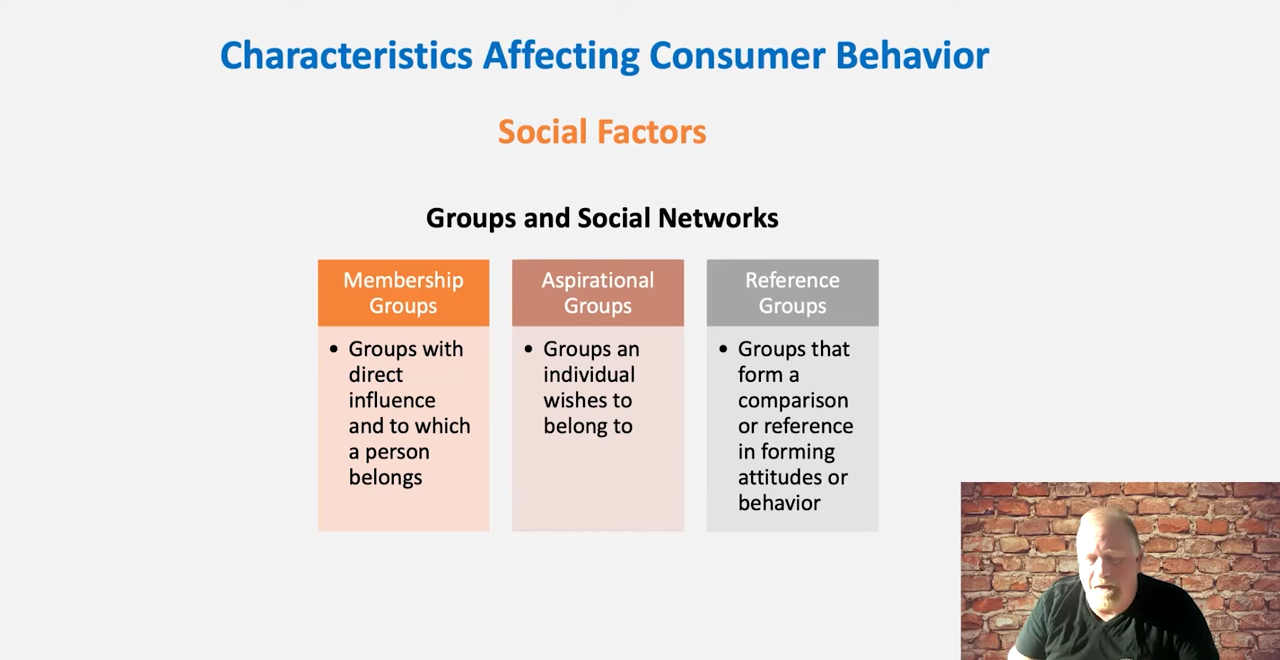 Characteristics Affecting Consumer Behavior
Social Factors
Groups and Social Networks
Membership
Groups
• Groups with
direct
influence
and to which
a person
belongs
Aspirational
Groups
• Groups an
individual
wishes to
belong to
Reference
Groups
• Groups that
form a
comparison
or reference
in forming
attitudes or
behavior